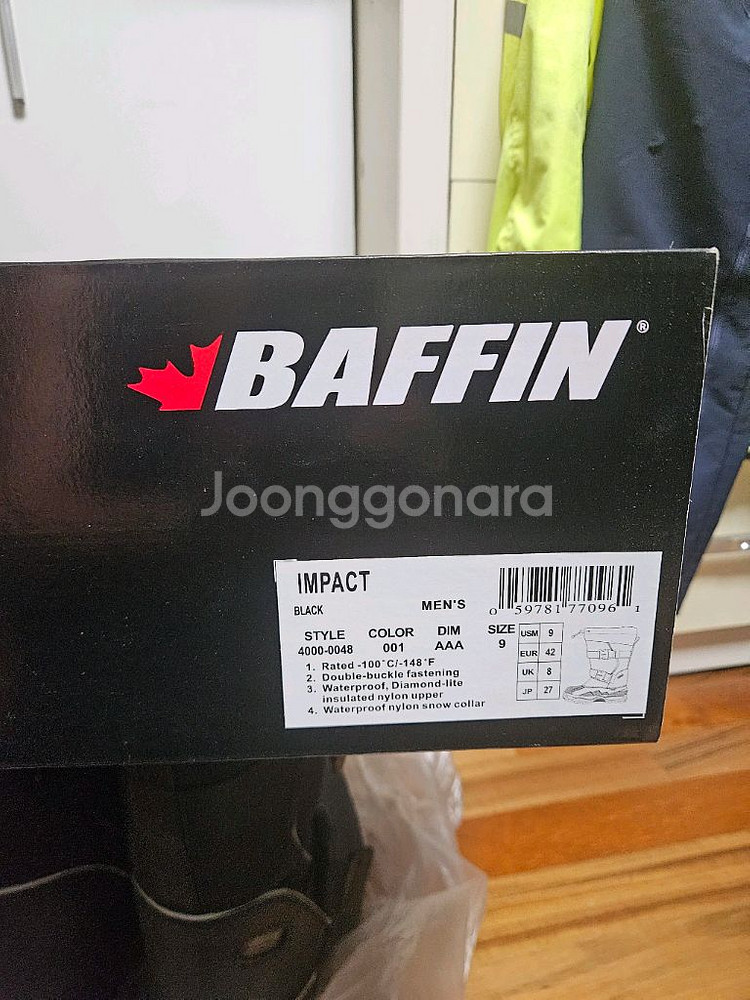 BAFFIN®
Joonggonara
IMPACT
BLACK MEN'S
0 59781 77096 1
STYLE COLOR DIM SIZE
4000-0048 001 AAA 9
1. Rated -100°C/-148°F
2. Double-buckle fastening
3. Waterproof, Diamond-lite
insulated nylon upper
4. Waterproof nylon snow collar
USM 9
EUR 42
UK 8
JP 27